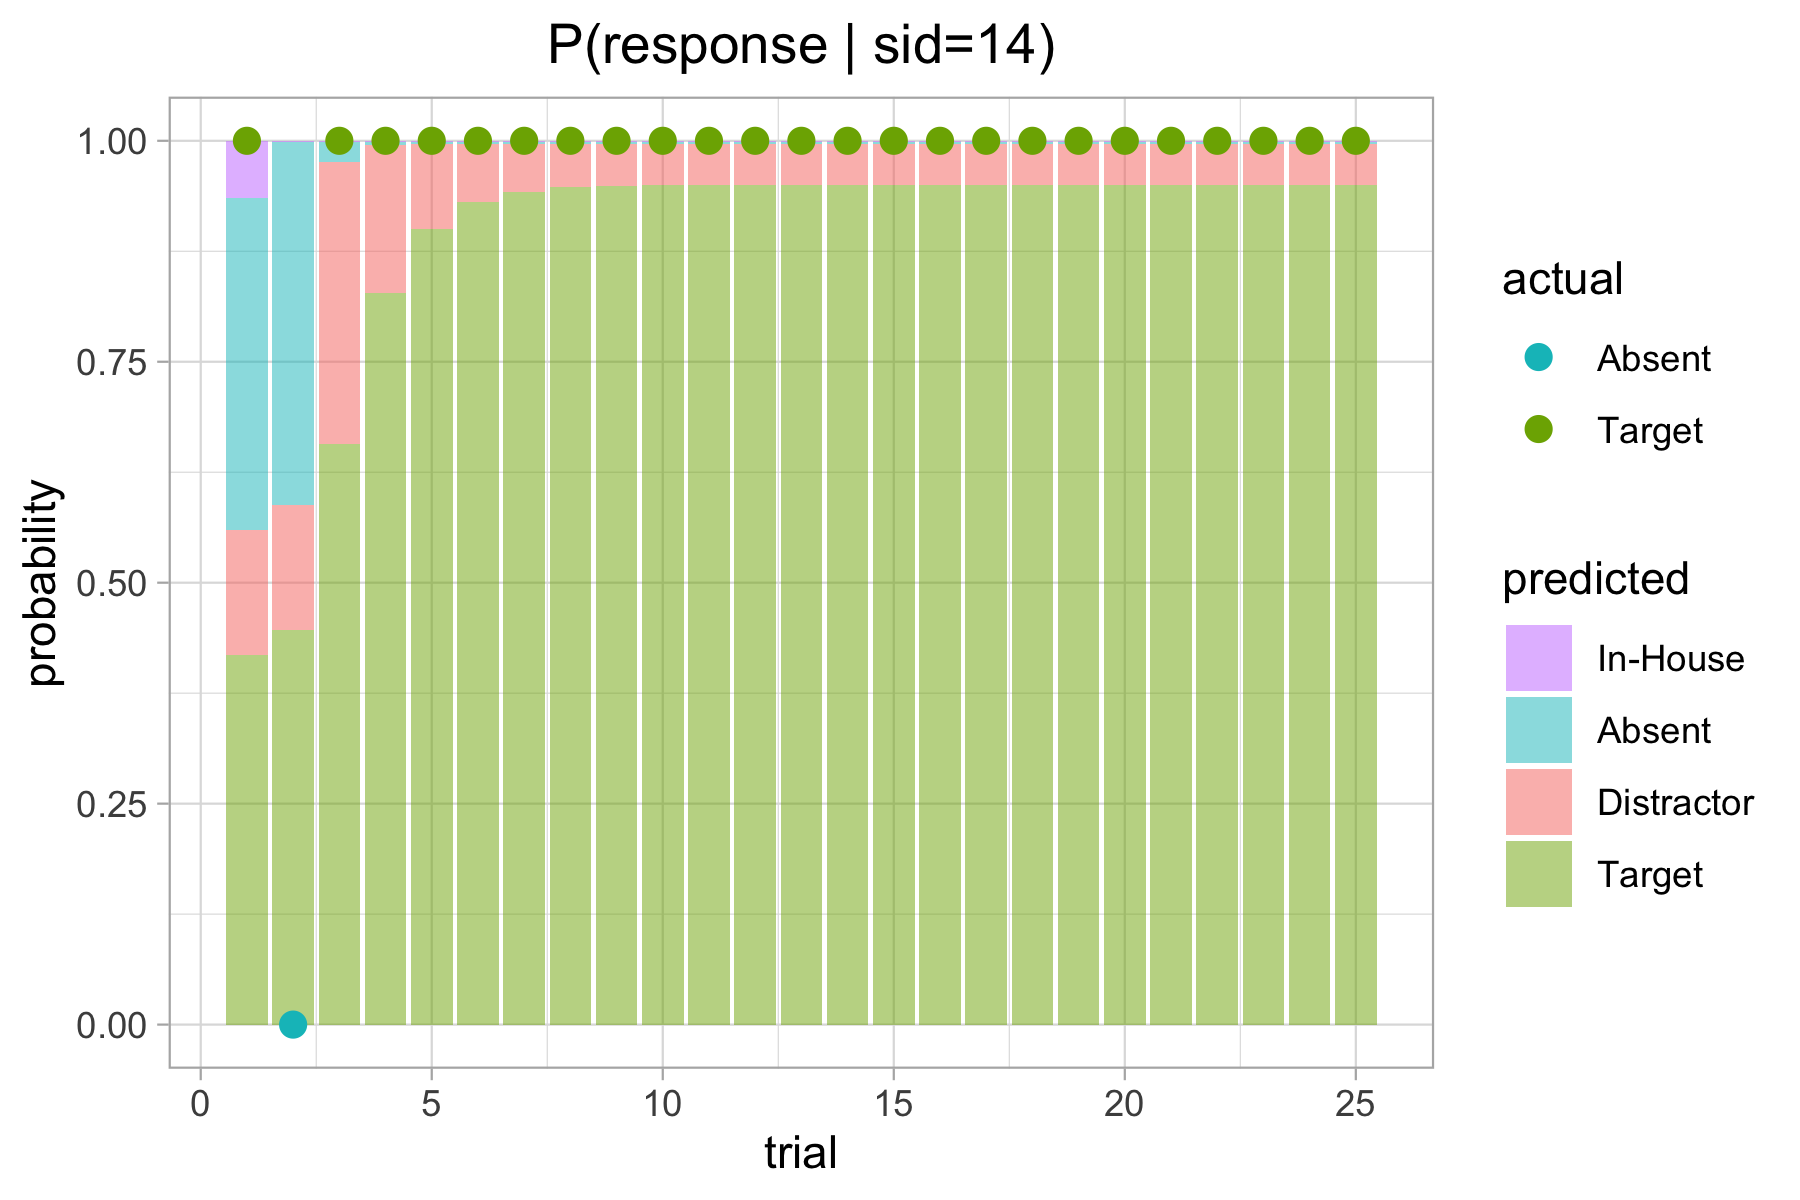 P(response | sid=14)
1.00
0.75
0.50
0.25
0.00
probability
0 5 10 15 20 25
trial
actual
Absent
Target
predicted
In-House
Absent
Distractor
Target